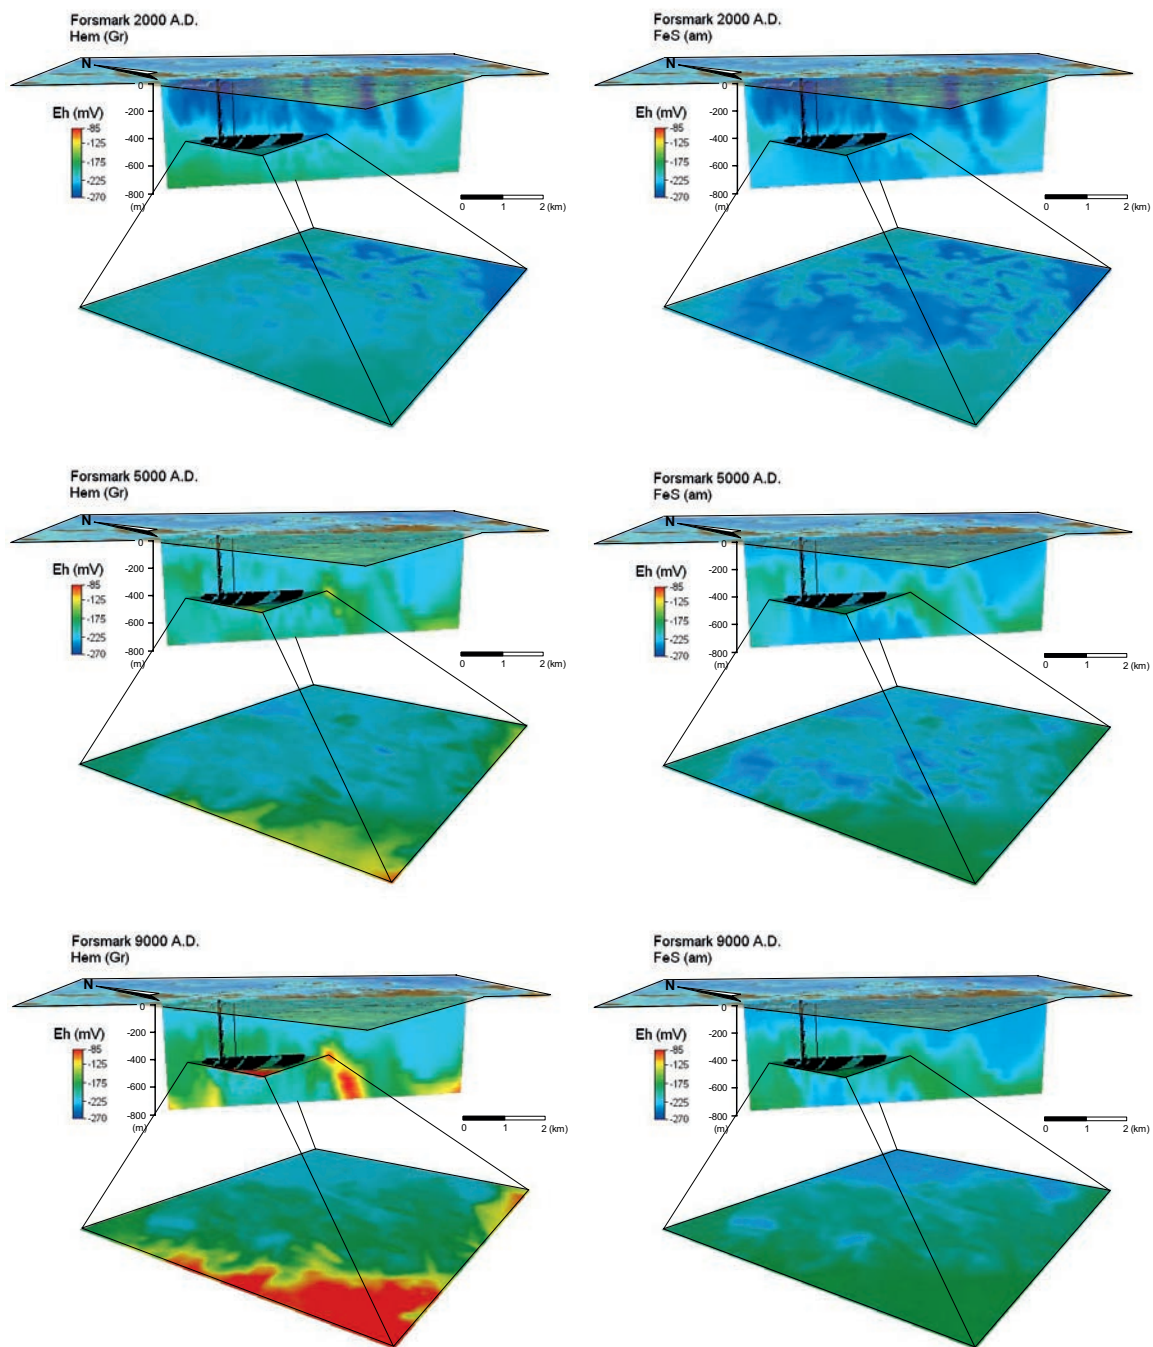 Forsmark 2000 A.D.
Hem (Gr)
N
0
Eh (mV)
-85
-125
-175
-225
-270
-200
-400
-600
-800
(m)
0 1 2 (km)
Forsmark 2000 A.D.
FeS (am)
N
0
Eh (mV)
-85
-125
-175
-225
-270
-200
-400
-600
-800
(m)
0 1 2 (km)
Forsmark 5000 A.D.
Hem (Gr)
N
0
Eh (mV)
-85
-125
-175
-225
-270
-200
-400
-600
-800
(m)
0 1 2 (km)
Forsmark 5000 A.D.
FeS (am)
N
0
Eh (mV)
-85
-125
-175
-225
-270
-200
-400
-600
-800
(m)
0 1 2 (km)
Forsmark 9000 A.D.
Hem (Gr)
N
0
Eh (mV)
-85
-125
-175
-225
-270
-200
-400
-600
-800
(m)
0 1 2 (km)
Forsmark 9000 A.D.
FeS (am)
N
0
Eh (mV)
-85
-125
-175
-225
-270
-200
-400
-600
-800
(m)
0 1 2 (km)